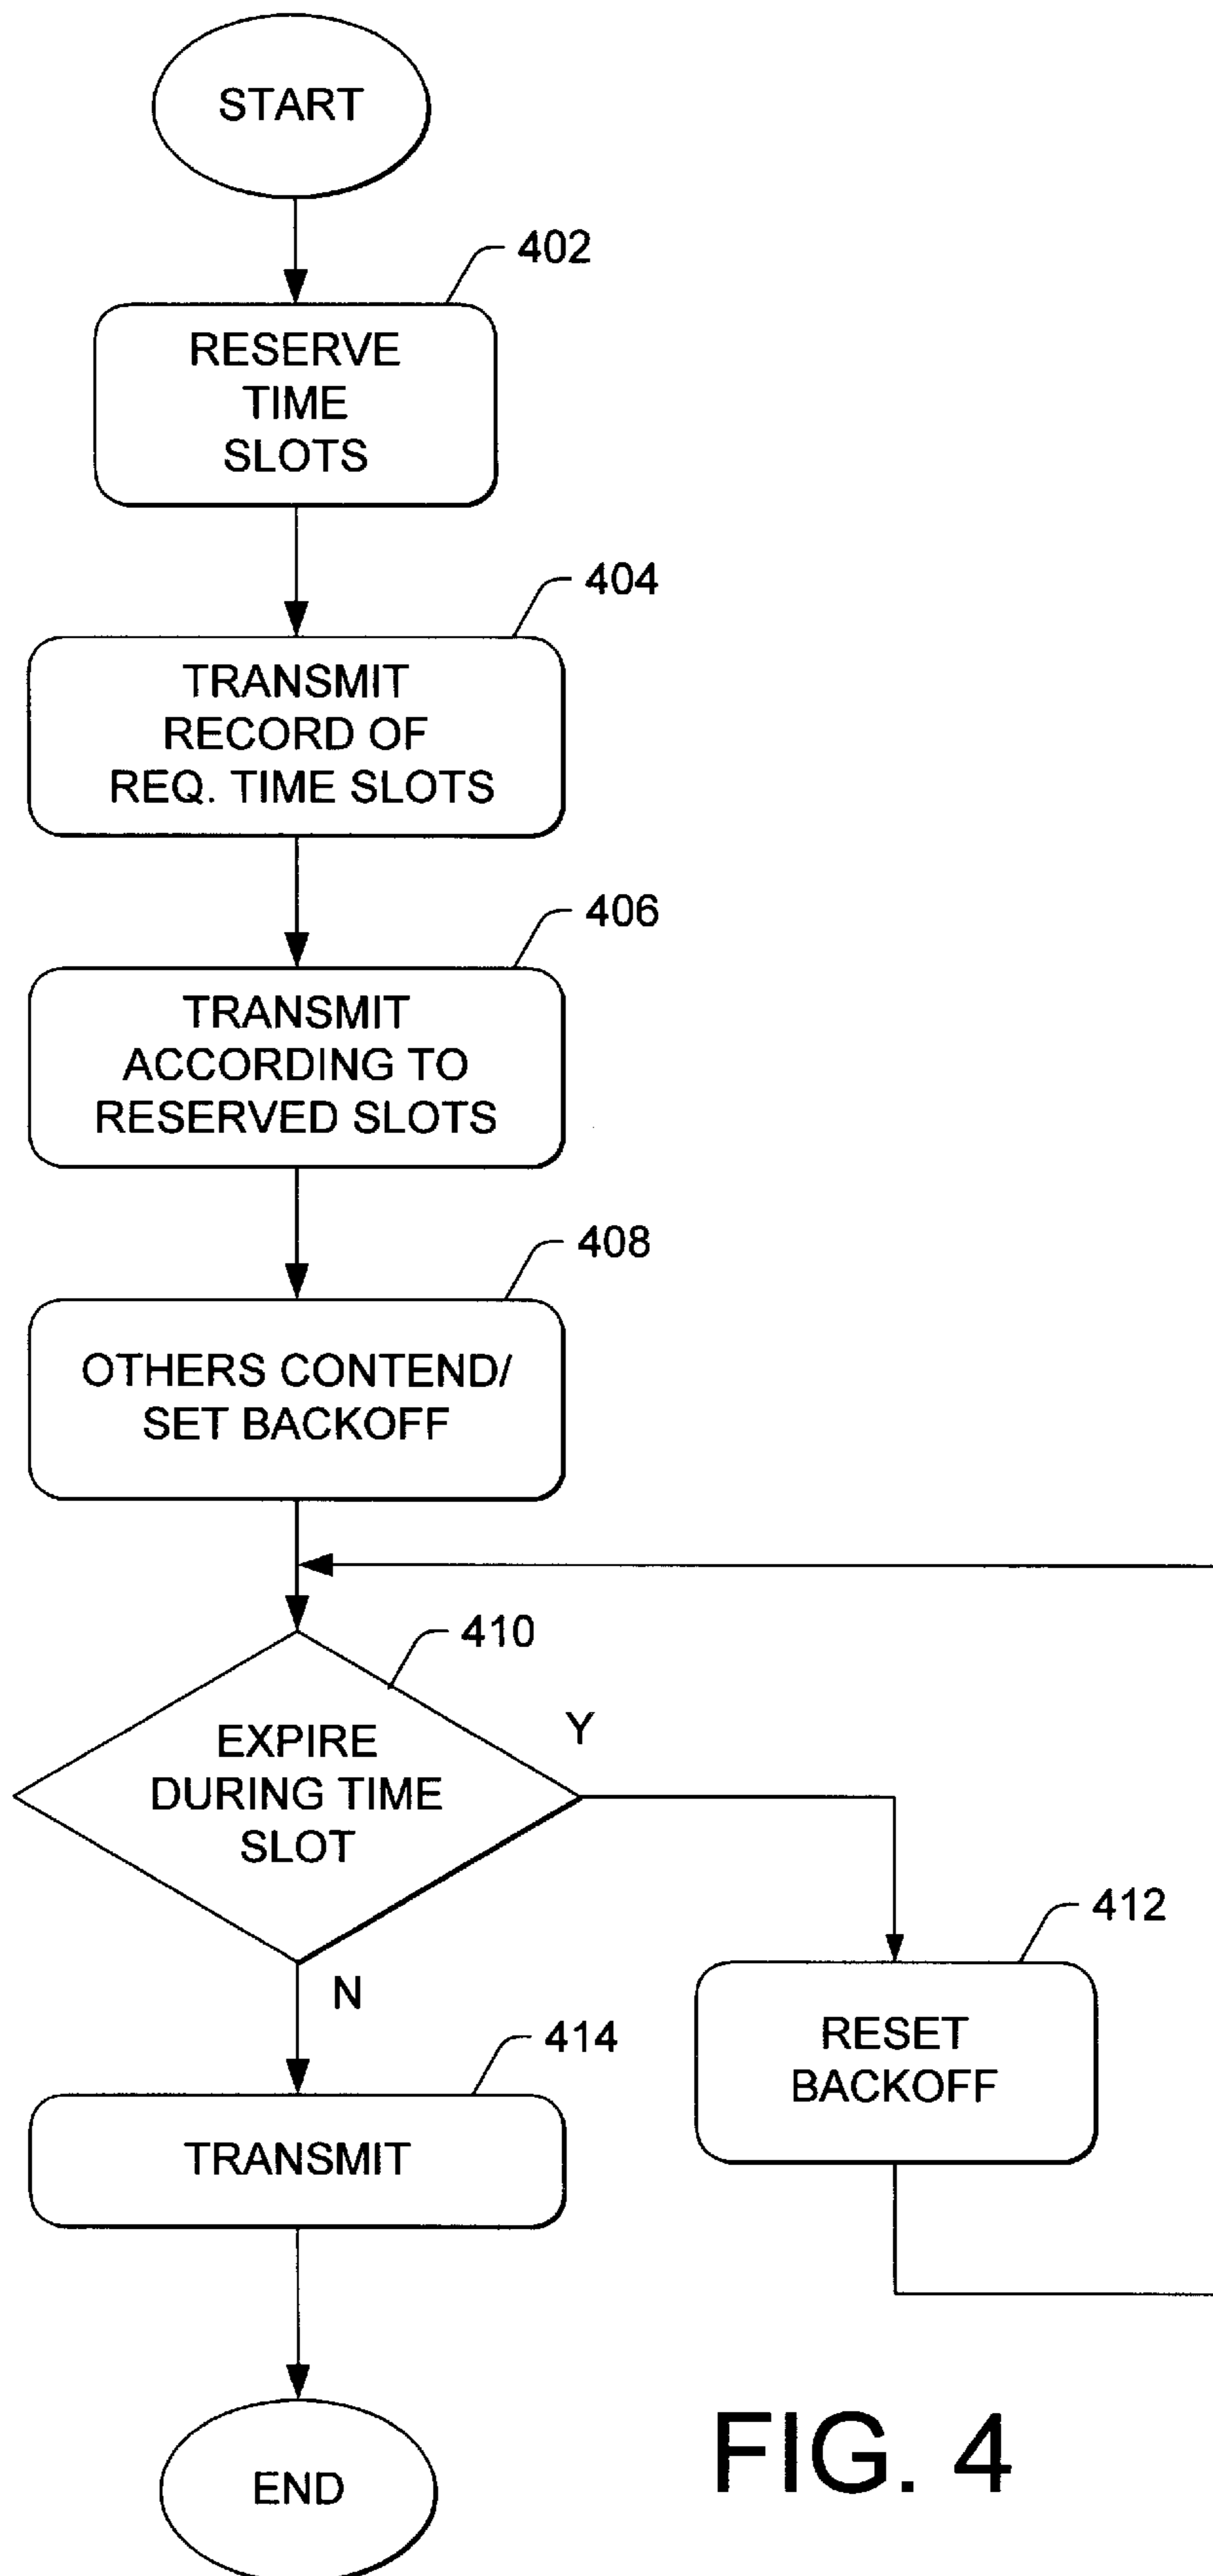 START
402
RESERVE
TIME
SLOTS
404
TRANSMIT
RECORD OF
REQ. TIME SLOTS
406
TRANSMIT
ACCORDING TO
RESERVED SLOTS
408
OTHERS CONTEND/
SET BACKOFF
410
EXPIRE
DURING TIME
SLOT
Y
412
RESET
BACKOFF
N
414
TRANSMIT
END
FIG. 4